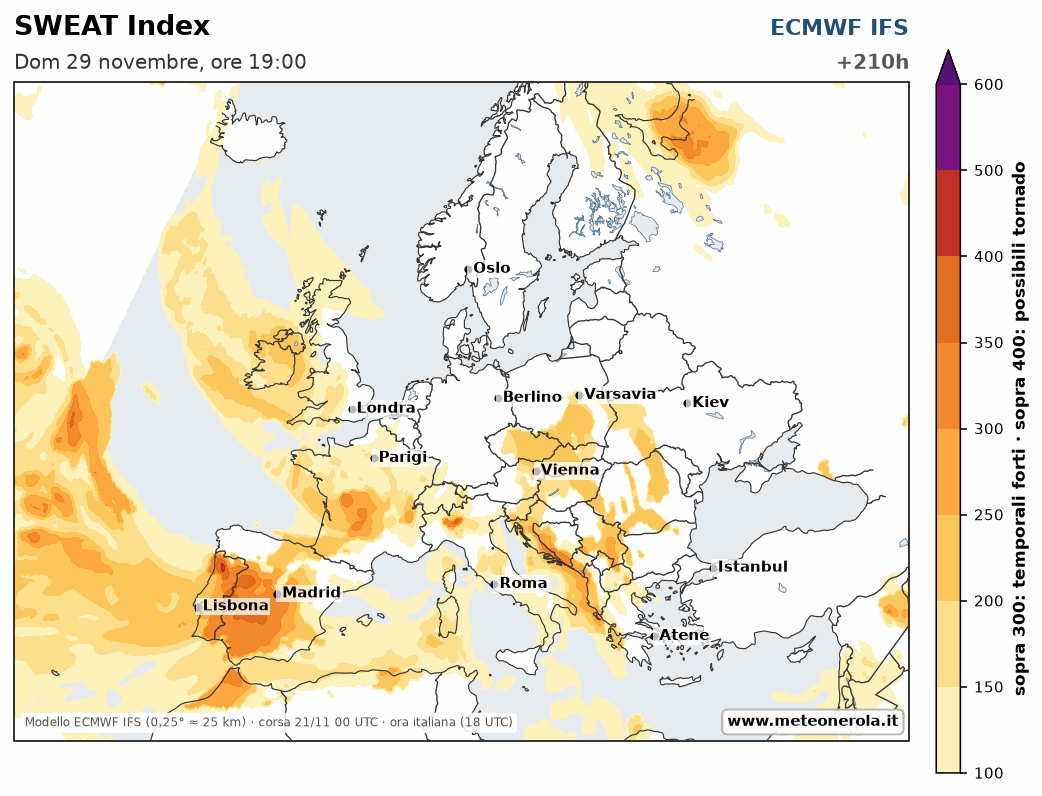 SWEAT Index
ECMWF IFS
Dom 29 novembre, ore 19:00
+210h
Oslo
Londra
Berlino
Varsavia
Kiev
Parigi
Vienna
Istanbul
Roma
Madrid
Lisbona
Atene
Modello ECMWF IFS (0,25° ≈ 25 km) · corsa 21/11 00 UTC · ora italiana (18 UTC)
www.meteonerola.it
600
500
400
350
300
250
200
150
100
sopra 300: temporali forti · sopra 400: possibili tornado